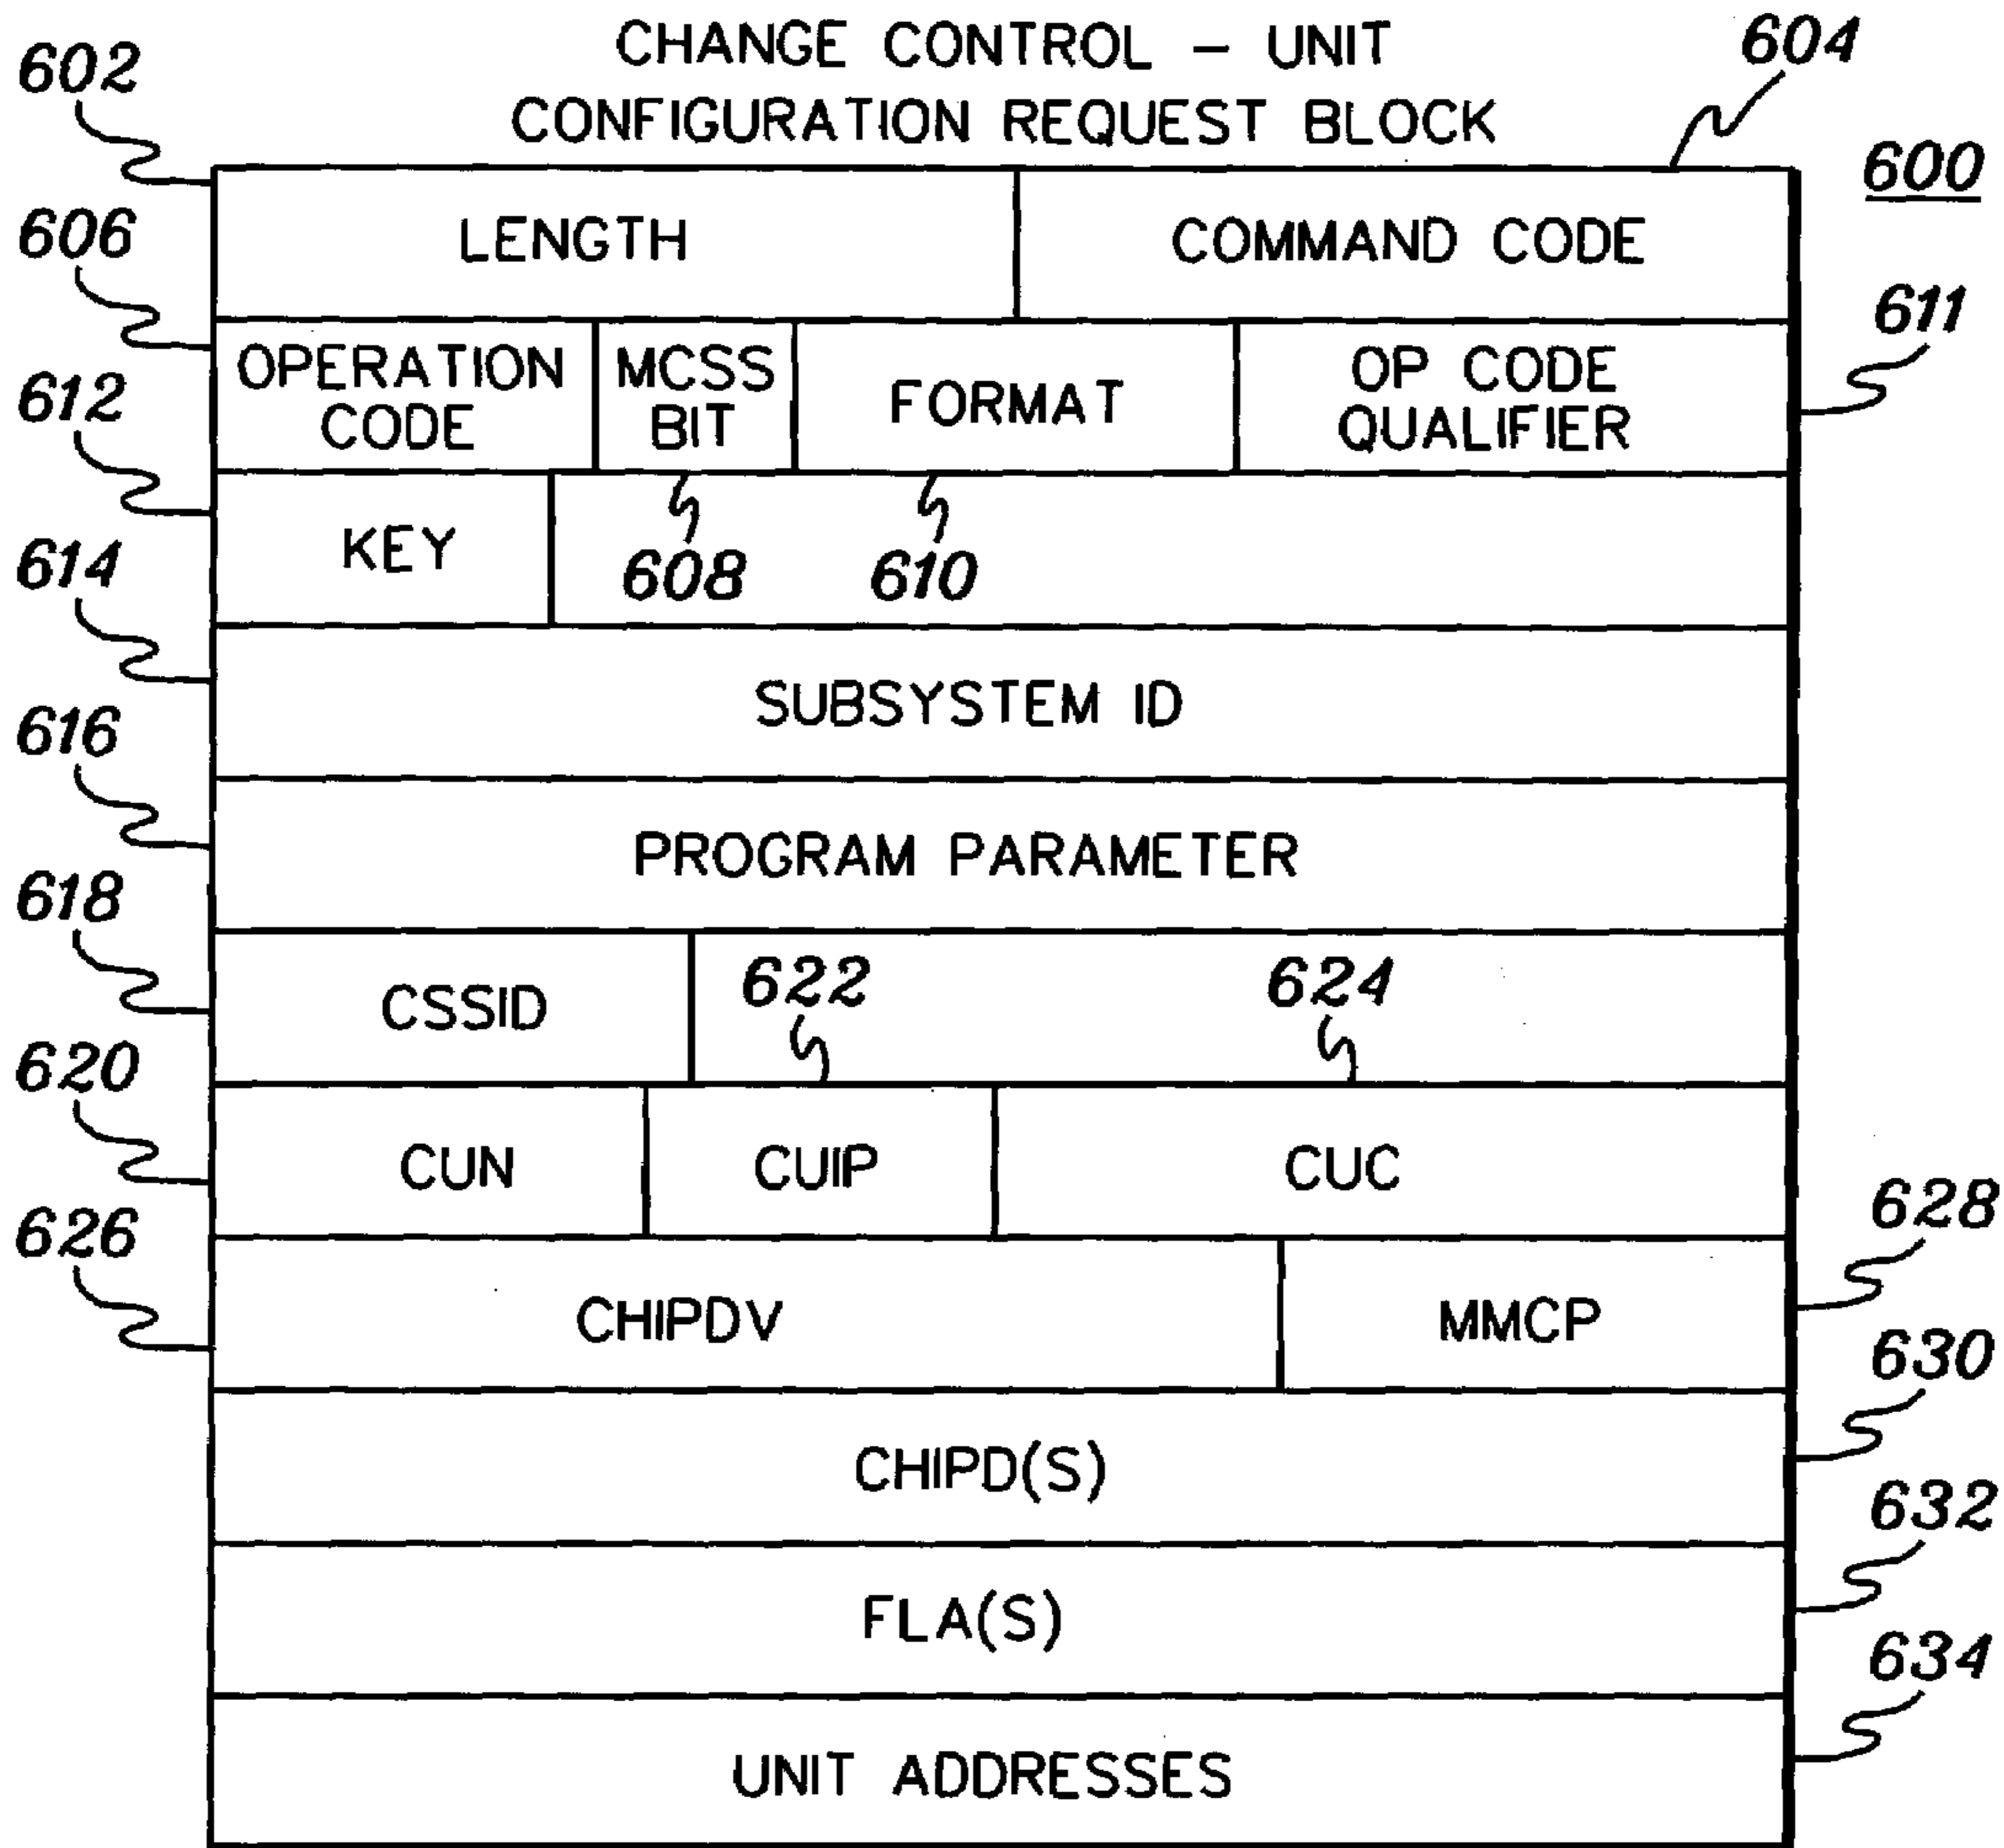 CHANGE CONTROL – UNIT
CONFIGURATION REQUEST BLOCK
602
604
600
LENGTH
COMMAND CODE
606
611
OPERATION
CODE
MCSS
BIT
FORMAT
OP CODE
QUALIFIER
612
KEY
608
610
614
SUBSYSTEM ID
616
PROGRAM PARAMETER
618
CSSID
622
624
620
CUN
CUIP
CUC
626
628
CHIPDV
MMCP
630
CHIPD(S)
632
FLA(S)
634
UNIT ADDRESSES